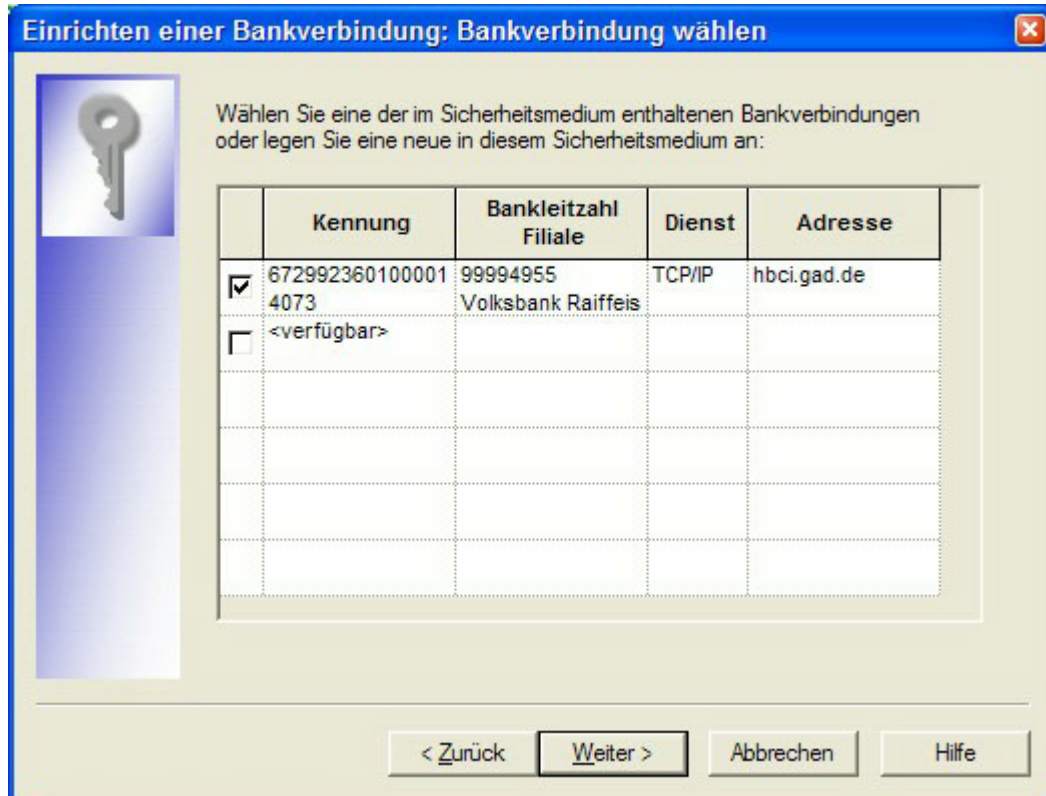 Einrichten einer Bankverbindung: Bankverbindung wählen
Wählen Sie eine der im Sicherheitsmedium enthaltenen Bankverbindungen
oder legen Sie eine neue in diesem Sicherheitsmedium an:
Kennung Bankleitzahl Filiale Dienst Adresse
672992360100001 99994955 TCP/IP hbci.gad.de
4073 Volksbank Raiffeis
<verfügbar>
< Zurück Weiter > Abbrechen Hilfe